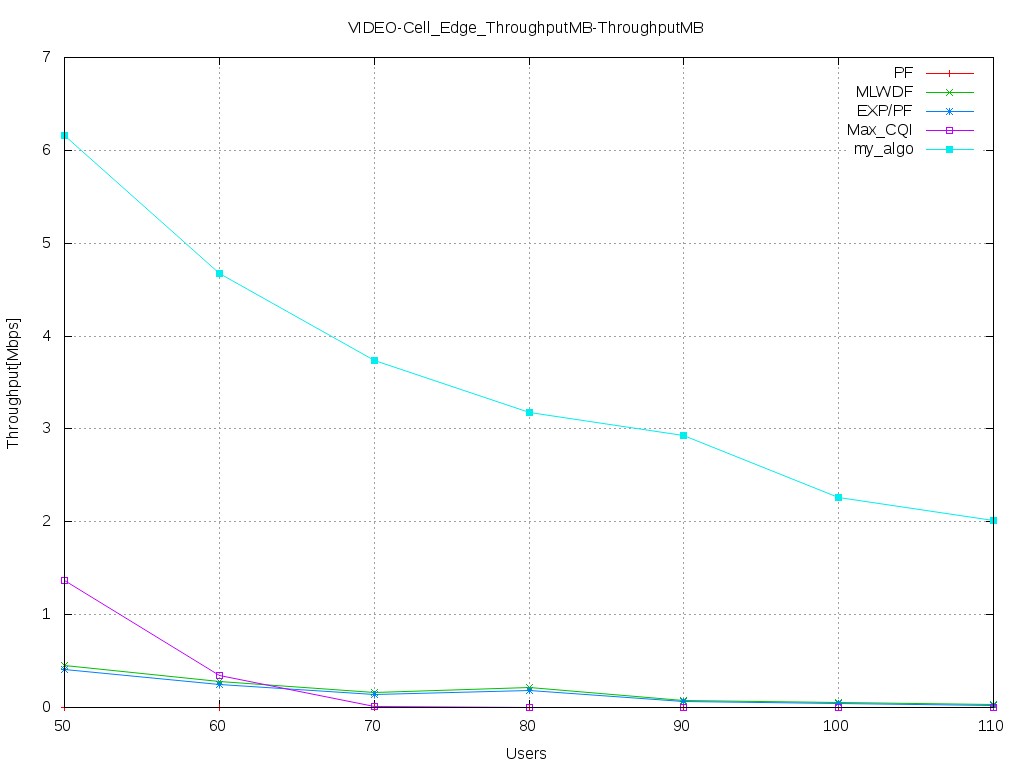 VIDEO-Cell_Edge_ThroughputMB-ThroughputMB
7
6
5
4
3
2
1
0
Throughput[Mbps]
PF
MLWDF
EXP/PF
Max_CQI
my_algo
50 60 70 80 90 100 110
Users